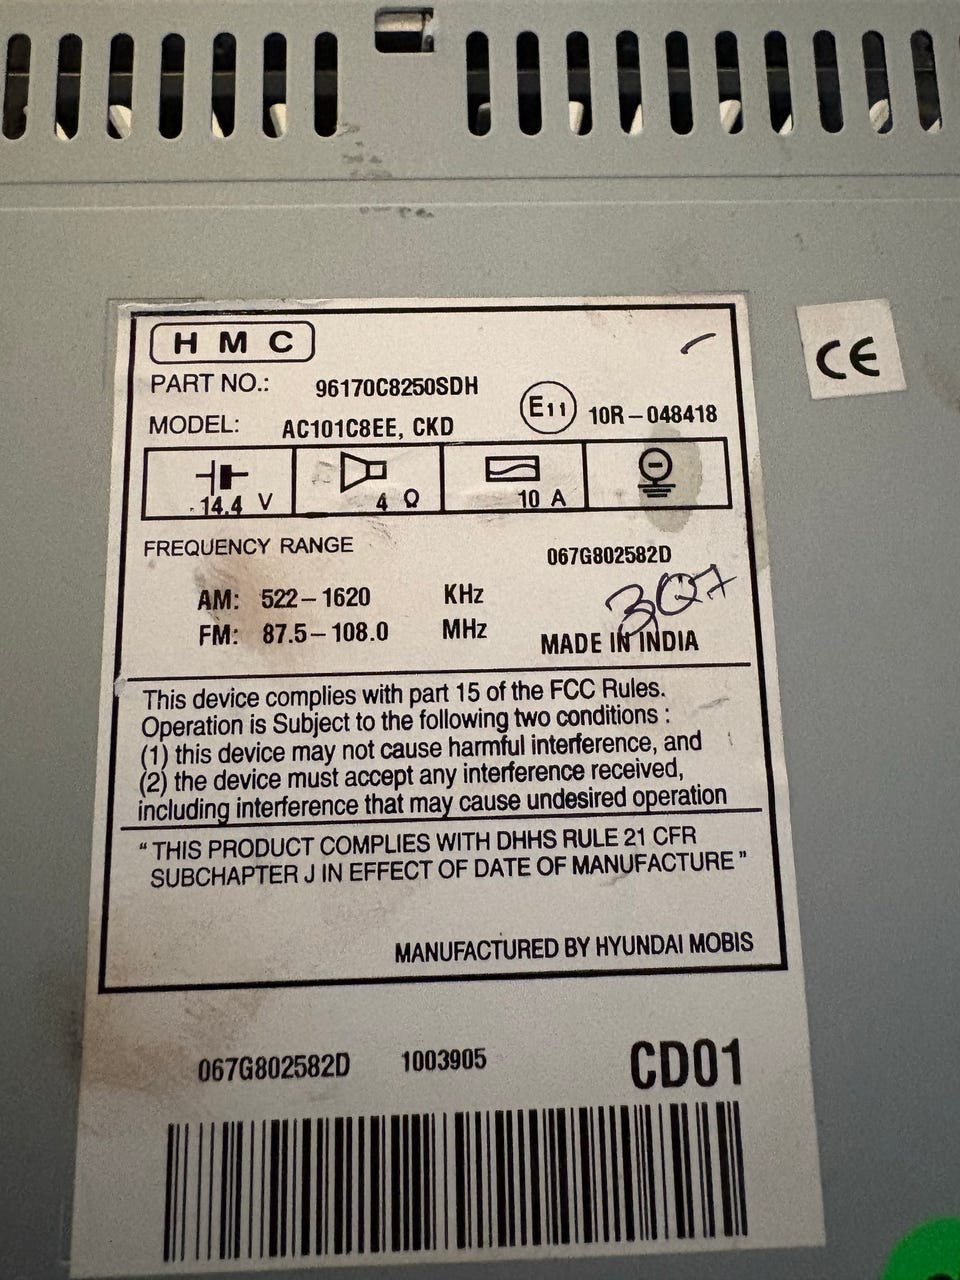 HMC
PART NO.: 96170C8250SDH
MODEL: AC101C8EE, CKD
E11 10R-048418
CE
14.4 V 4 Ω 10 A
FREQUENCY RANGE 067G802582D
AM: 522-1620 KHz
307
FM: 87.5-108.0 MHz
MADE IN INDIA
This device complies with part 15 of the FCC Rules.
Operation is Subject to the following two conditions :
(1) this device may not cause harmful interference, and
(2) the device must accept any interference received,
including interference that may cause undesired operation
“ THIS PRODUCT COMPLIES WITH DHHS RULE 21 CFR
SUBCHAPTER J IN EFFECT OF DATE OF MANUFACTURE ”
MANUFACTURED BY HYUNDAI MOBIS
067G802582D 1003905 CD01